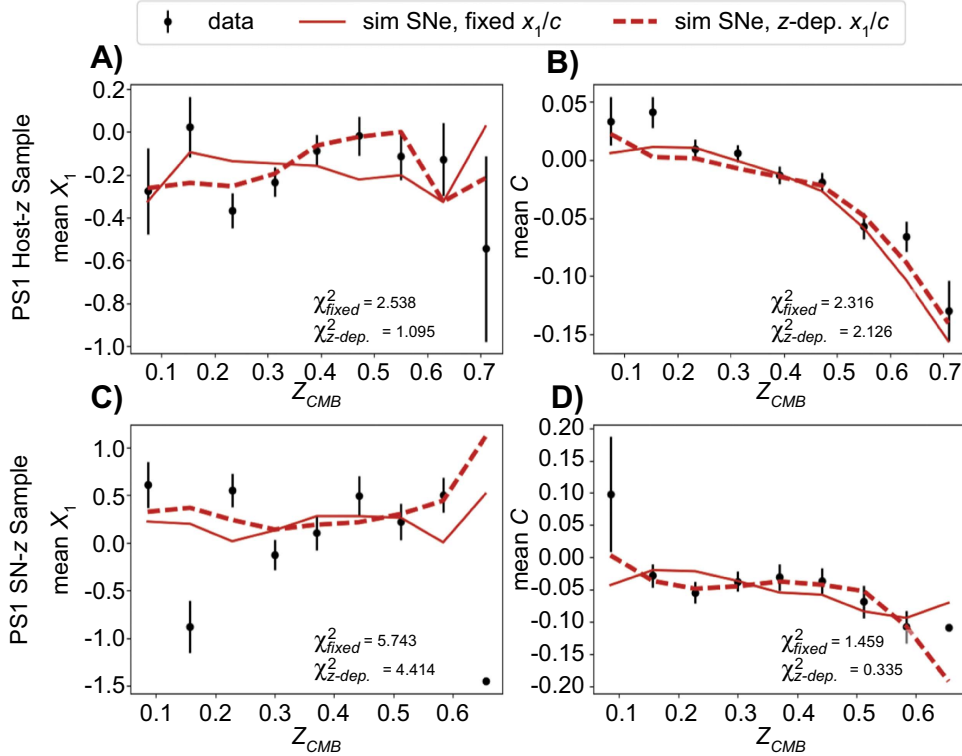 data
sim SNe, fixed x₁/c
sim SNe, z-dep. x₁/c
A)
B)
PS1 Host-z Sample
mean X₁
0.2
0.0
-0.2
-0.4
-0.6
-0.8
-1.0
χ²fixed = 2.538
χ²z-dep. = 1.095
0.1 0.2 0.3 0.4 0.5 0.6 0.7
Z_CMB
mean C
0.05
0.00
-0.05
-0.10
-0.15
χ²fixed = 2.316
χ²z-dep. = 2.126
0.1 0.2 0.3 0.4 0.5 0.6 0.7
Z_CMB
C)
D)
PS1 SN-z Sample
mean X₁
1.0
0.5
0.0
-0.5
-1.0
-1.5
χ²fixed = 5.743
χ²z-dep. = 4.414
0.1 0.2 0.3 0.4 0.5 0.6
Z_CMB
mean C
0.20
0.15
0.10
0.05
0.00
-0.05
-0.10
-0.15
-0.20
χ²fixed = 1.459
χ²z-dep. = 0.335
0.1 0.2 0.3 0.4 0.5 0.6
Z_CMB